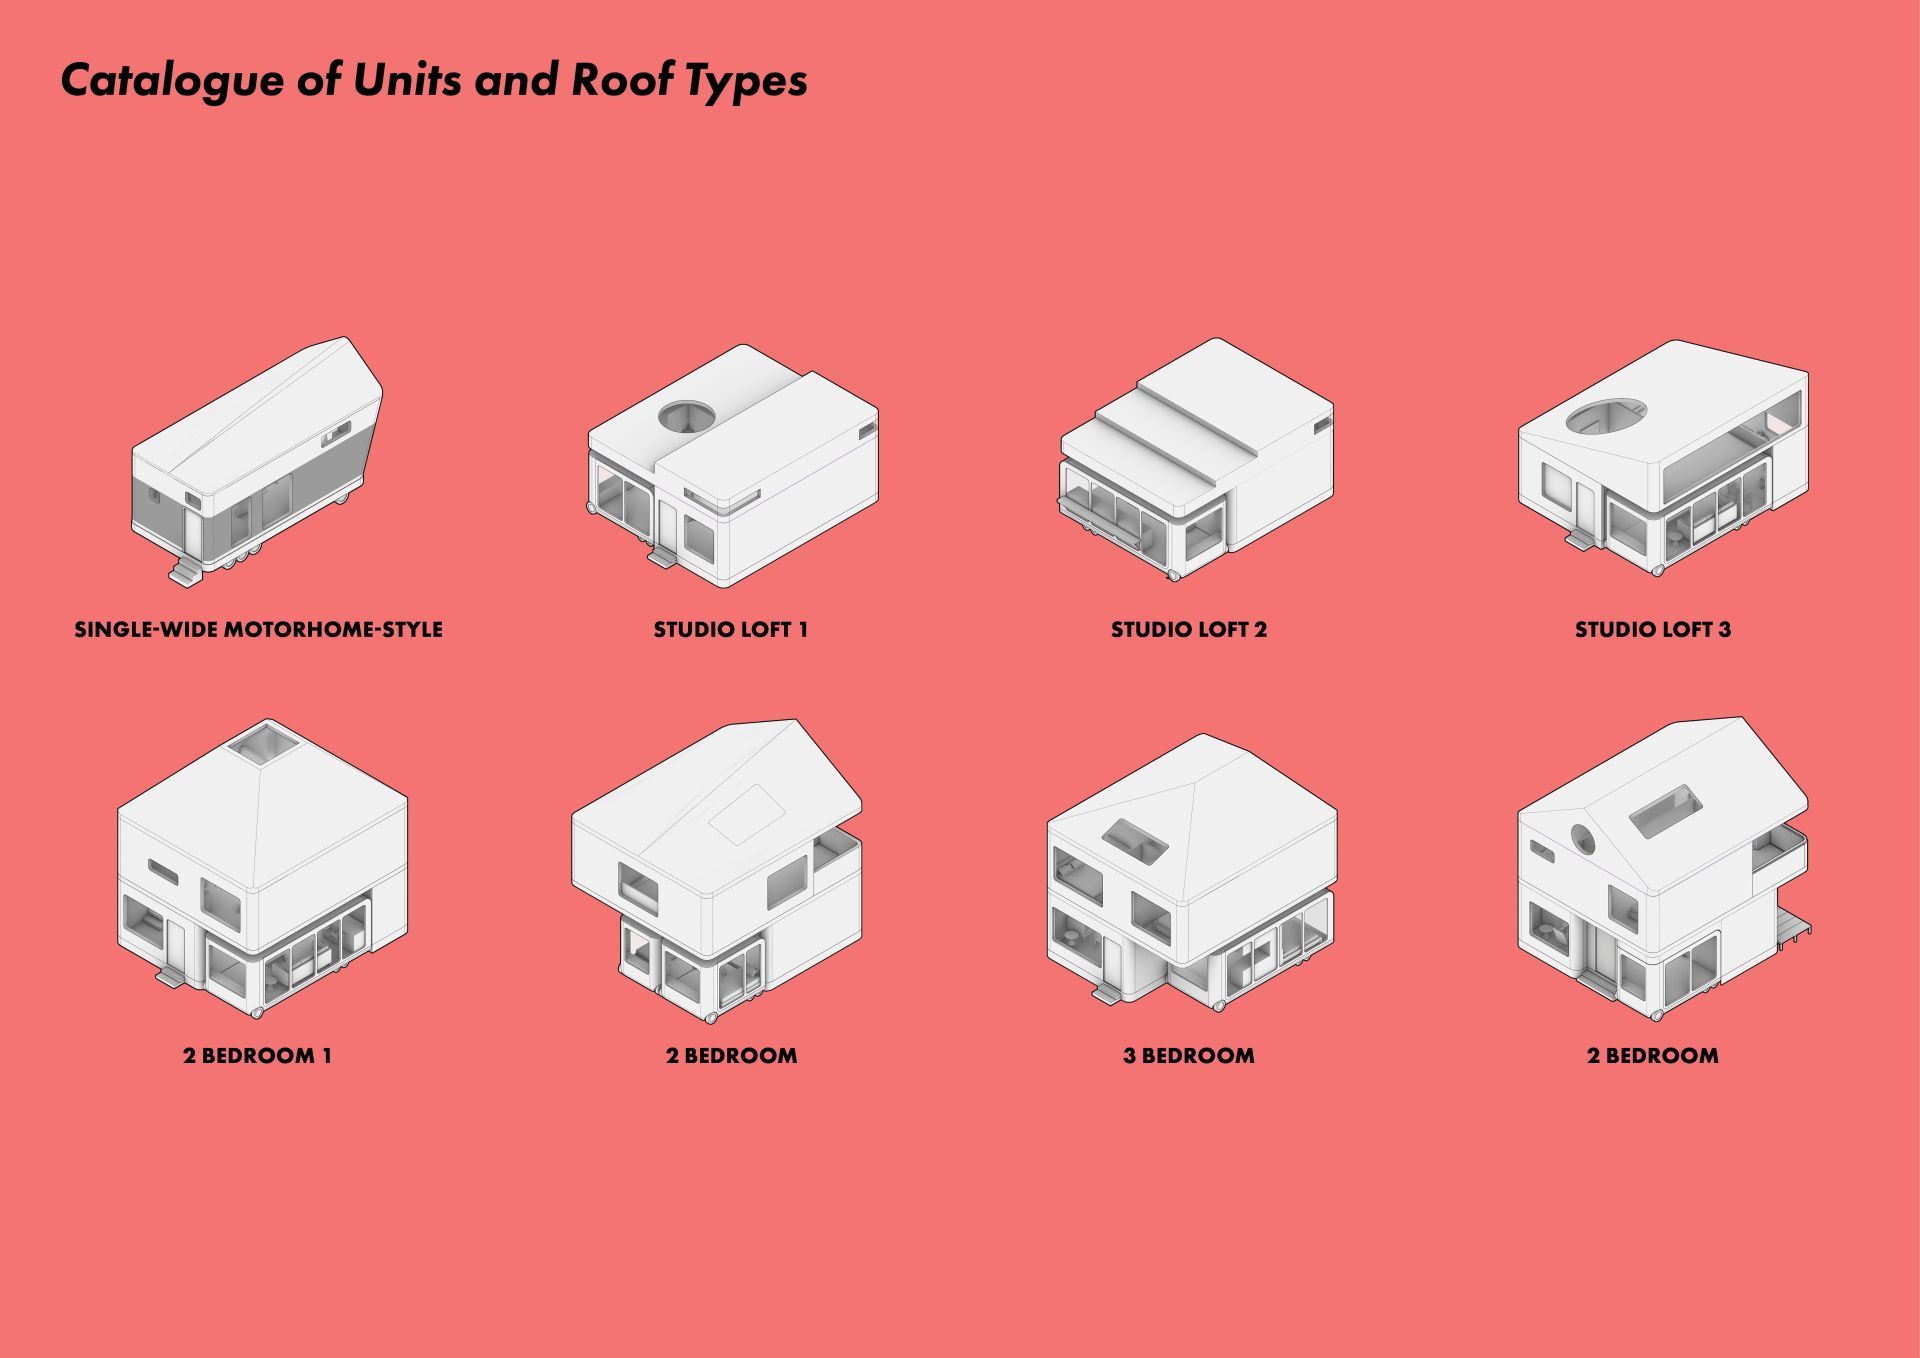 Catalogue of Units and Roof Types
SINGLE-WIDE MOTORHOME-STYLE
STUDIO LOFT 1
STUDIO LOFT 2
STUDIO LOFT 3
2 BEDROOM 1
2 BEDROOM
3 BEDROOM
2 BEDROOM